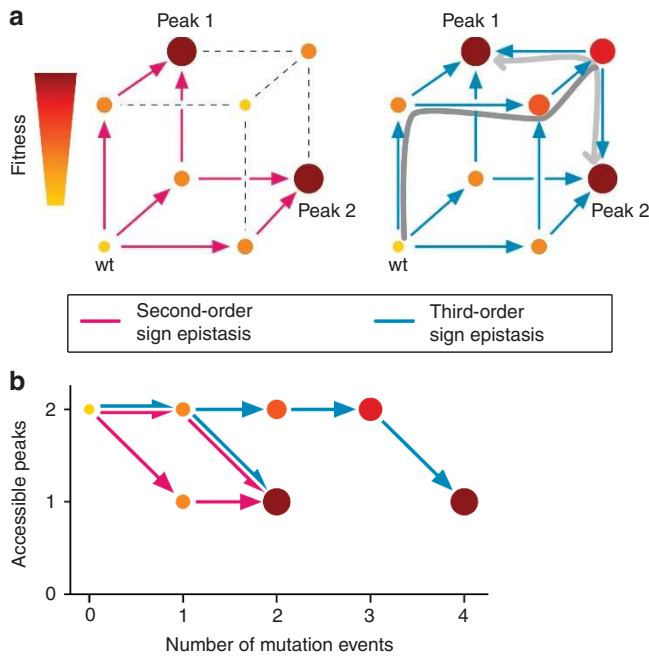 a
Peak 1
Peak 1
Fitness
Peak 2
Peak 2
wt
wt
Second-order
sign epistasis
Third-order
sign epistasis
b
Accessible peaks
2
1
0
0
1
2
3
4
Number of mutation events